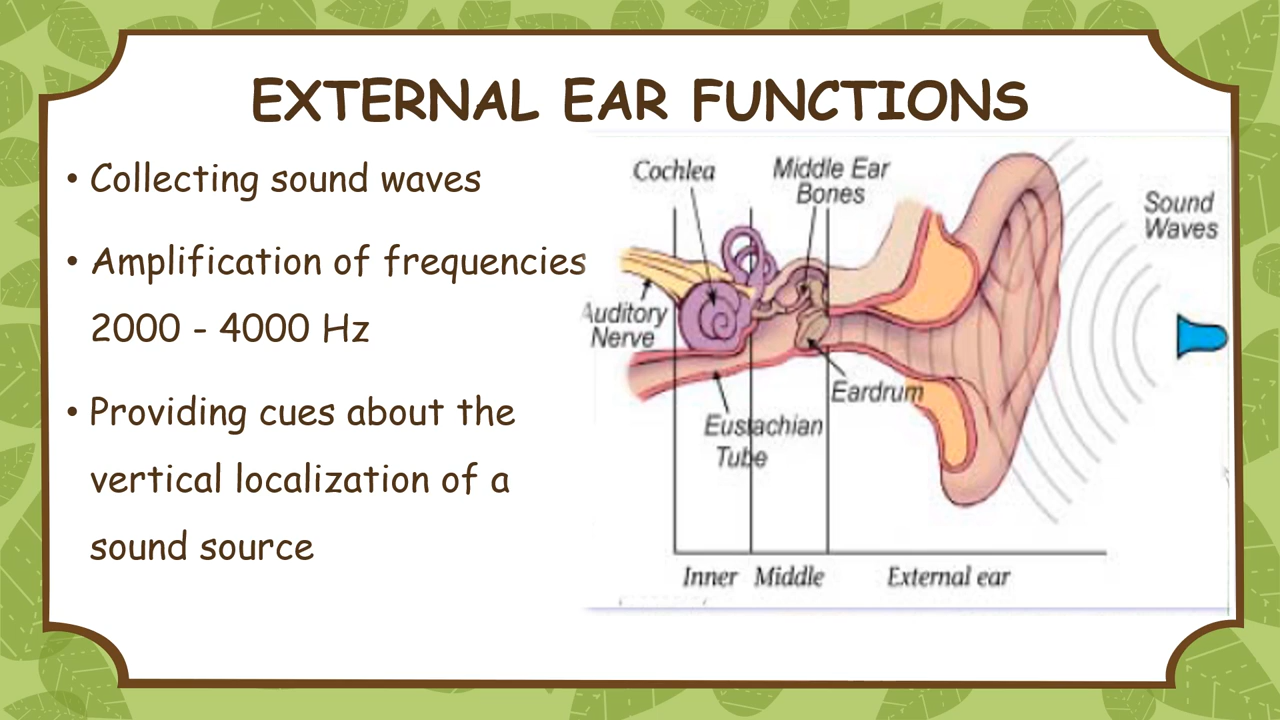 EXTERNAL EAR FUNCTIONS
• Collecting sound waves
• Amplification of frequencies
2000 - 4000 Hz
• Providing cues about the
vertical localization of a
sound source
Cochlea
Middle Ear
Bones
Sound
Waves
Auditory
Nerve
Eardrum
Eustachian
Tube
Inner
Middle
External ear